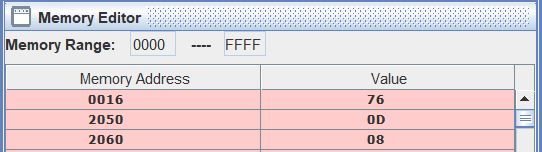 Memory Editor
Memory Range: 0000 ---- FFFF
Memory Address Value
0016 76
2050 0D
2060 08